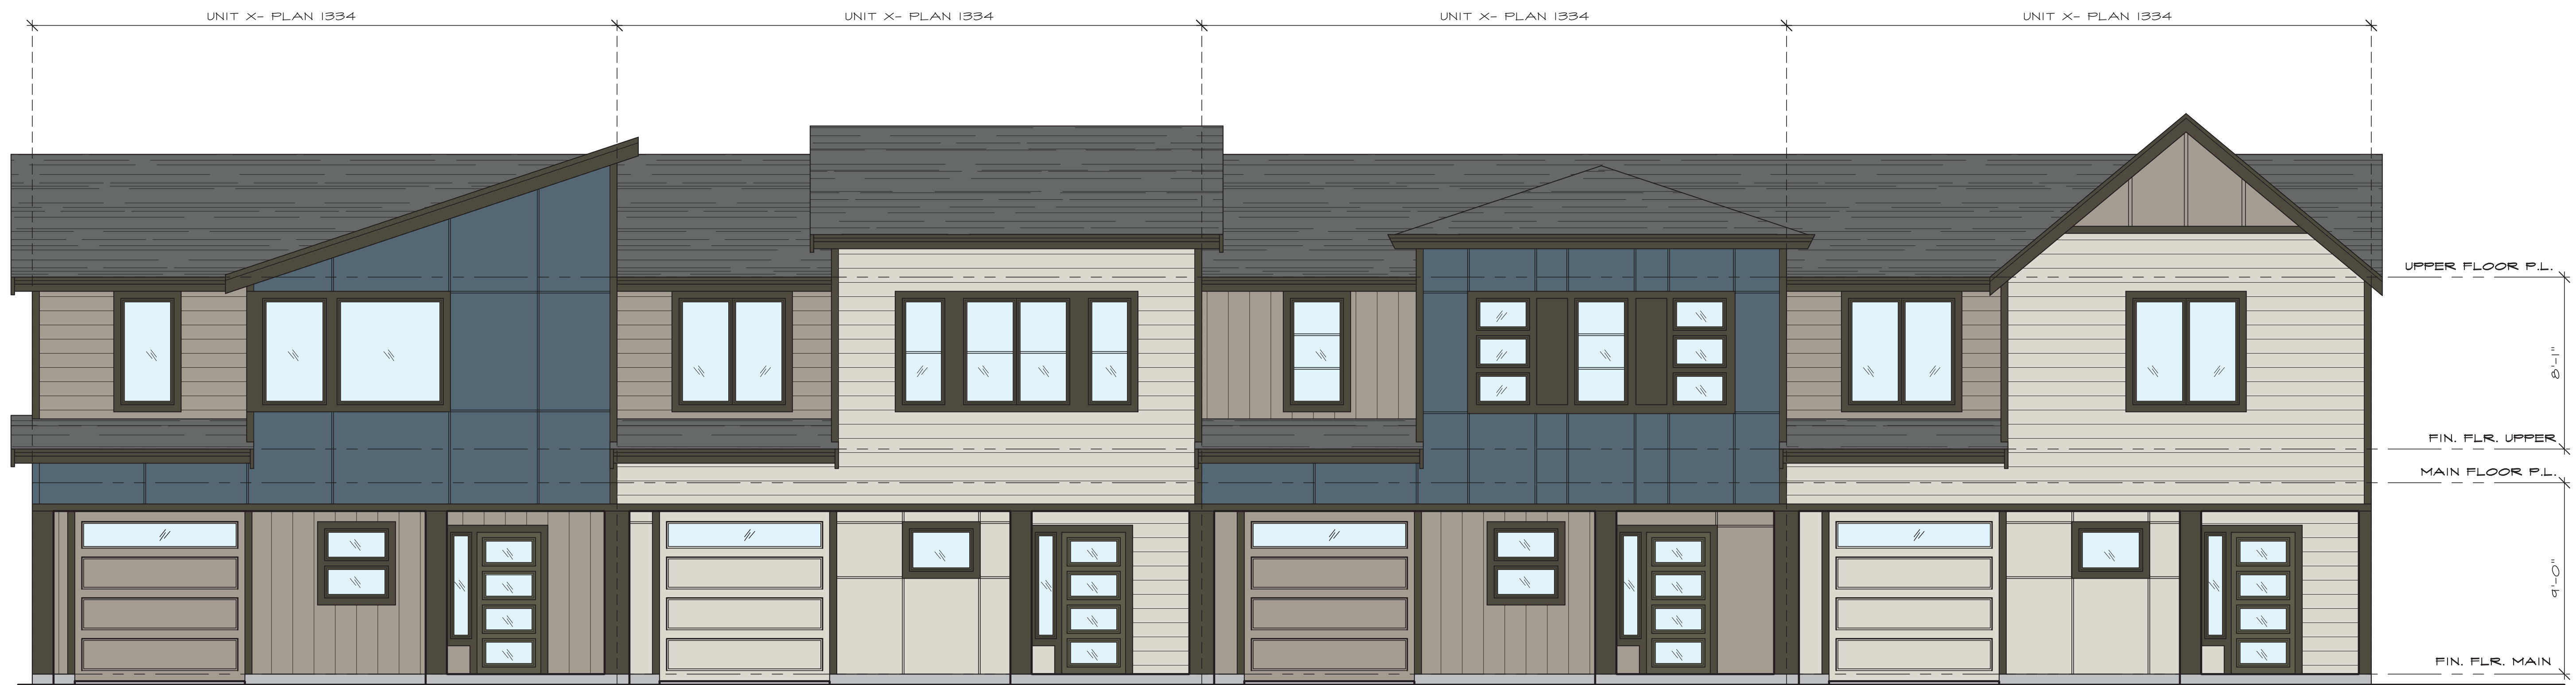 UNIT X- PLAN 1334
UNIT X- PLAN 1334
UNIT X- PLAN 1334
UNIT X- PLAN 1334
UPPER FLOOR P.L.
8'-1"
FIN. FLR. UPPER
MAIN FLOOR P.L.
9'-0"
FIN. FLR. MAIN